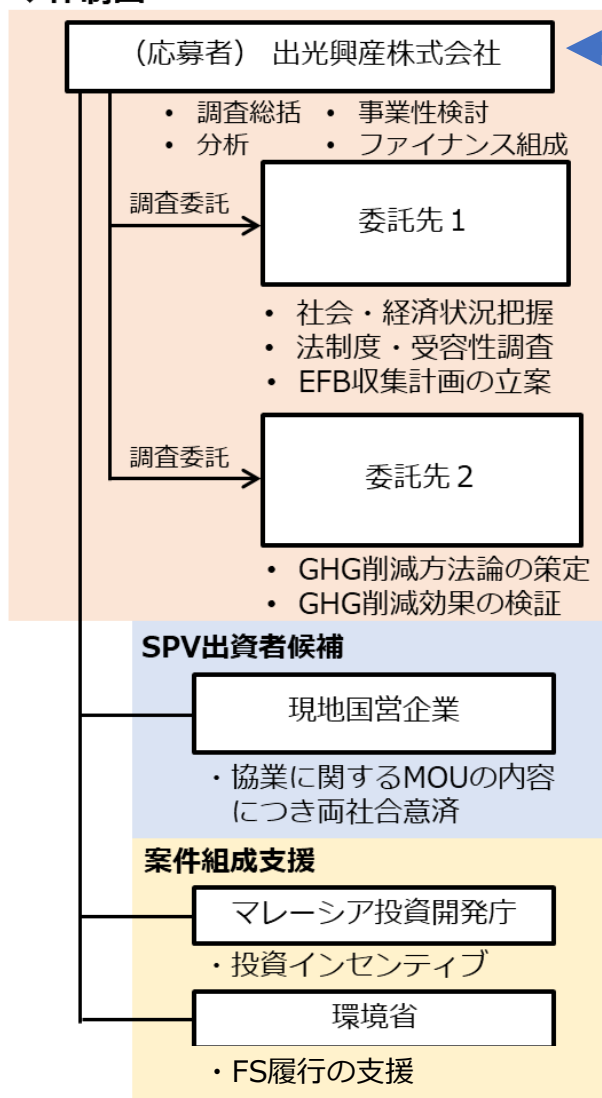 （応募者） 出光興産株式会社
• 調査総括 • 事業性検討
• 分析 • ファイナンス組成
調査委託
委託先１
• 社会・経済状況把握
• 法制度・受容性調査
• EFB収集計画の立案
調査委託
委託先２
• GHG削減方法論の策定
• GHG削減効果の検証
SPV出資者候補
現地国営企業
・協業に関するMOUの内容
につき両社合意済
案件組成支援
マレーシア投資開発庁
・投資インセンティブ
環境省
・FS履行の支援